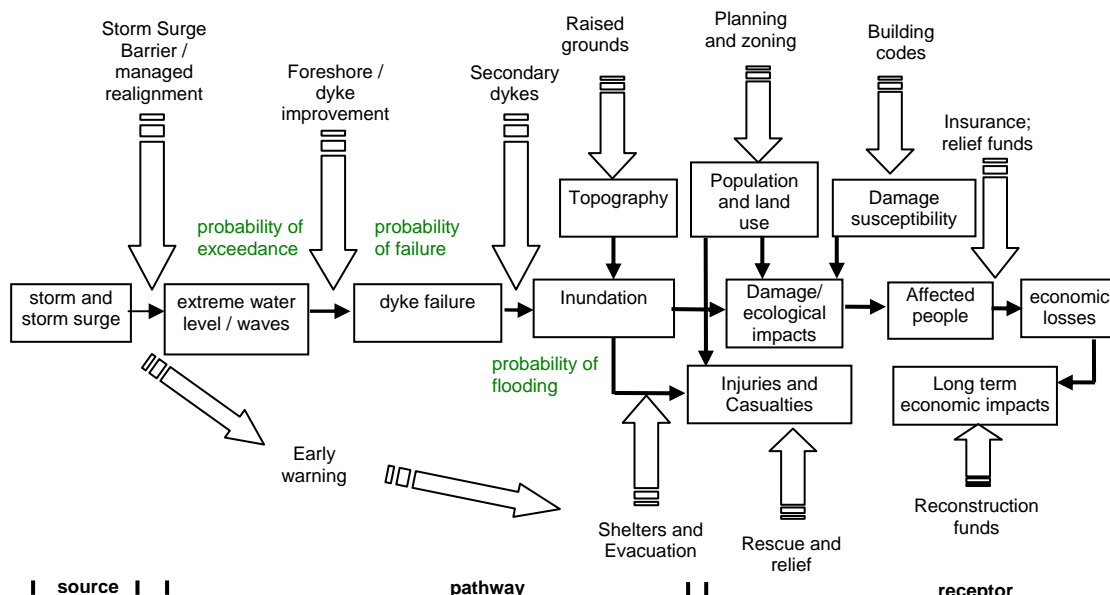 Storm Surge
Barrier /
managed
realignment
Foreshore /
dyke
improvement
Secondary
dykes
Raised
grounds
Planning
and zoning
Building
codes
Insurance;
relief funds
Topography
Population
and land
use
Damage
susceptibility
probability of
exceedance
probability
of failure
storm and
storm surge
extreme water
level / waves
dyke failure
Inundation
Damage/
ecological
impacts
Affected
people
economic
losses
probability of
flooding
Injuries and
Casualties
Long term
economic impacts
Early
warning
Shelters and
Evacuation
Rescue and
relief
Reconstruction
funds
source
pathway
receptor